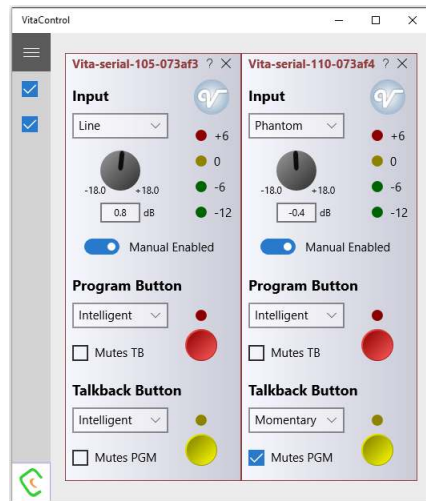 VitaControl
Vita-serial-105-073af3 ?
Input
Line
+6
0
-6
-12
-18.0 +18.0
0.8 dB
Manual Enabled
Program Button
Intelligent
Mutes TB
Talkback Button
Intelligent
Mutes PGM
Vita-serial-110-073af4 ?
Input
Phantom
+6
0
-6
-12
-18.0 +18.0
-0.4 dB
Manual Enabled
Program Button
Intelligent
Mutes TB
Talkback Button
Momentary
Mutes PGM